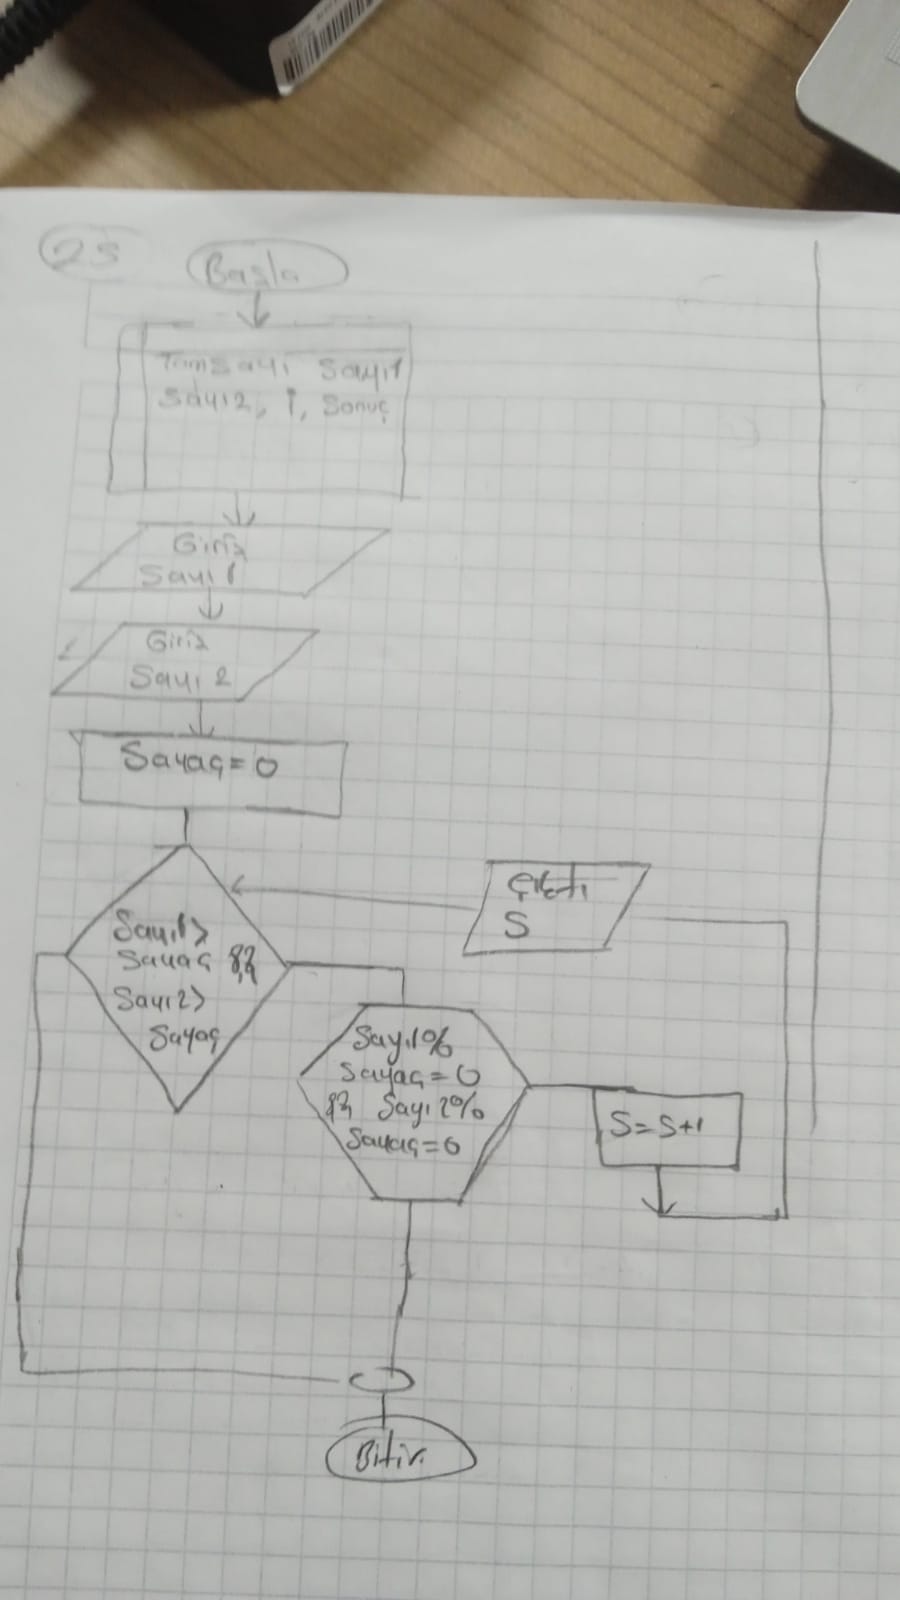 25
Başla
Tamsayı Sayı1
Sayı2, i, Sonuç
Giriş
Sayı 1
Giriş
Sayı 2
Sayaç = 0
Çıktı
S
Sayı1>
Sayaç &&
Sayı2>
Sayaç
Sayı1%
Sayaç = 0
&& Sayı2%
Sayaç = 0
S = S+1
Bitir.